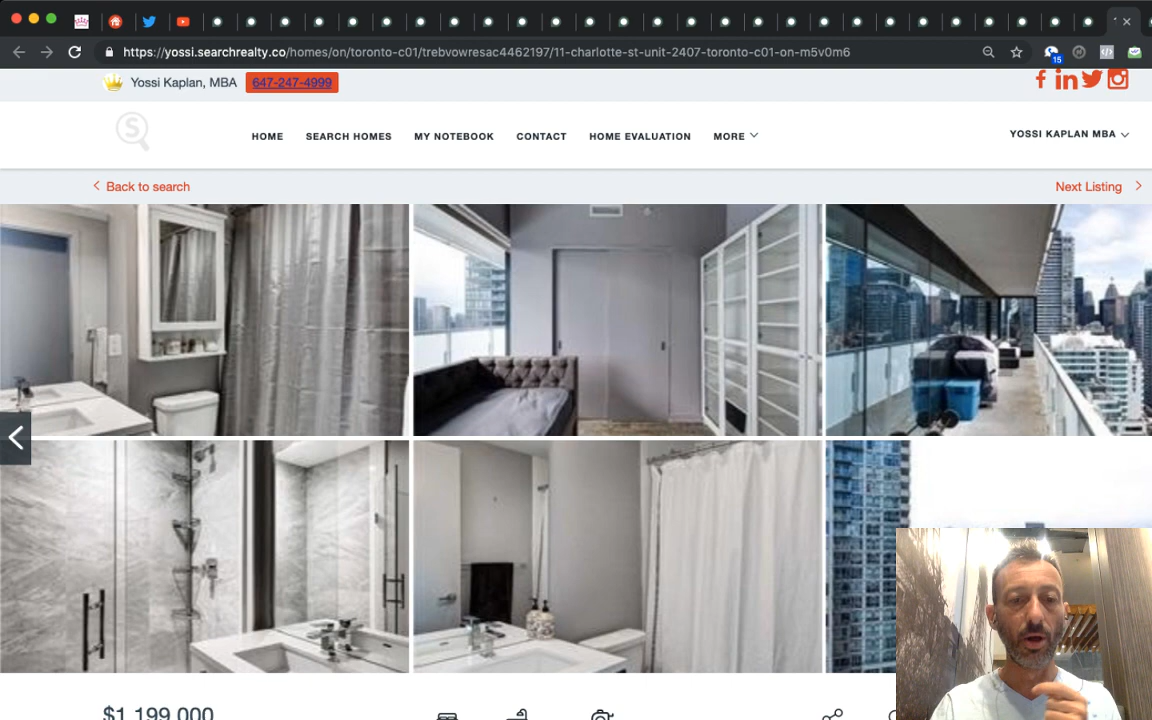 https://yossi.searchrealty.co/homes/on/toronto-c01/trebvowresac4462197/11-charlotte-st-unit-2407-toronto-c01-on-m5v0m6
15
Yossi Kaplan, MBA 647-247-4999
HOME SEARCH HOMES MY NOTEBOOK CONTACT HOME EVALUATION MORE YOSSI KAPLAN MBA
Back to search Next Listing
$1,199,000